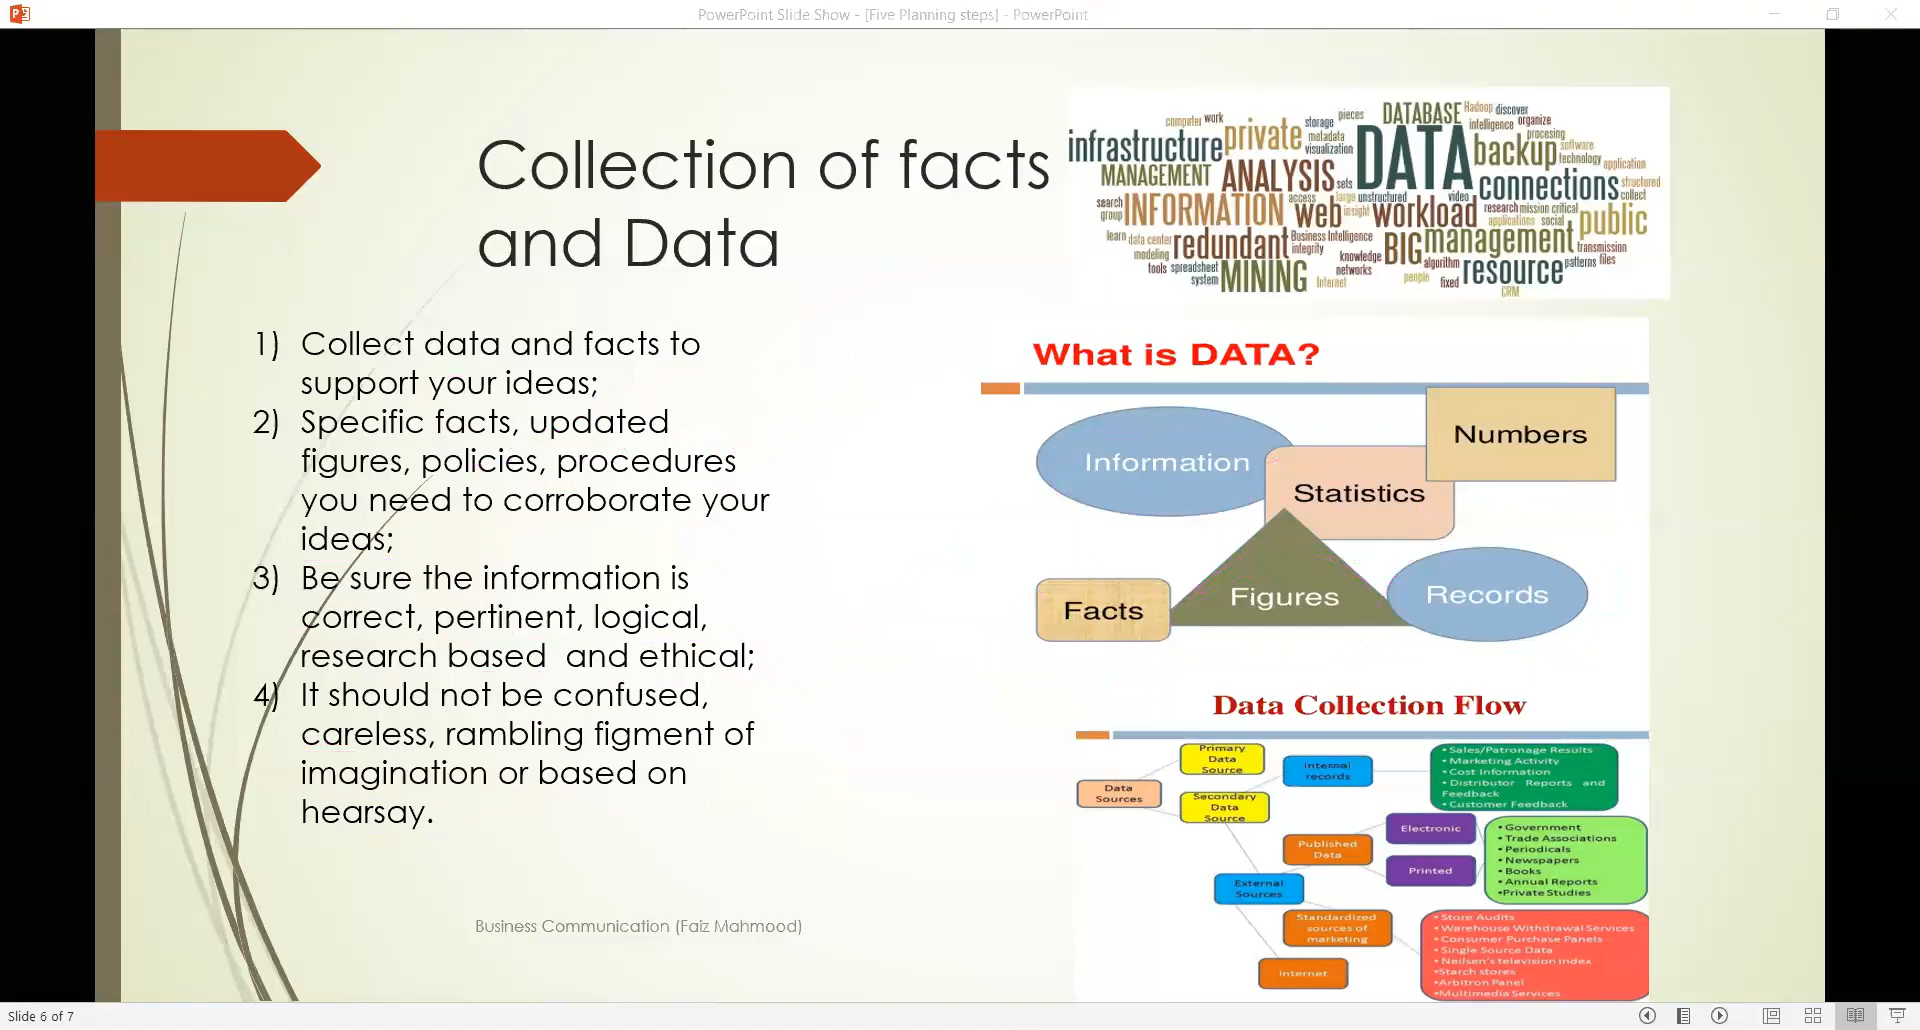 PowerPoint Slide Show - [Five Planning steps] - PowerPoint
Collection of facts
and Data
computer work
infrastructure
private
storage
pieces
metadata
visualization
DATABASE
Hadoop discover
intelligence organize
DATA
backup
procesing
software
technology
application
MANAGEMENT
ANALYSIS
sets
connections
structured
collect
search
group
INFORMATION
access
web
large
unstructured
insight
video
workload
research mission critical
applications social
public
learn data center
modeling
redundant
Business Intelligence
integrity
knowledge
networks
BIG
management
algorithm
transmission
tools spreadsheet
system
MINING
Internet
people
fixed
resource
patterns files
CRM
1) Collect data and facts to
support your ideas;
2) Specific facts, updated
figures, policies, procedures
you need to corroborate your
ideas;
3) Be sure the information is
correct, pertinent, logical,
research based  and ethical;
4) It should not be confused,
careless, rambling figment of
imagination or based on
hearsay.
What is DATA?
Information
Statistics
Numbers
Facts
Figures
Records
Data Collection Flow
Data
Sources
Primary
Data
Source
Secondary
Data
Source
Internal
records
• Sales/Patronage Results
• Marketing Activity
• Cost Information
• Distributor Reports and
Feedback
• Customer Feedback
External
Sources
Published
Data
Electronic
Printed
• Government
• Trade Associations
• Periodicals
• Newspapers
• Books
• Annual Reports
•Private Studies
Standardized
sources of
marketing
internet
• Store Audits
• Warehouse Withdrawal Services
• Consumer Purchase Panels
• Single Source Data
• Neilsen's television index
•Starch stores
•Arbitron Panel
•Multimedia Services
Business Communication (Faiz Mahmood)
Slide 6 of 7